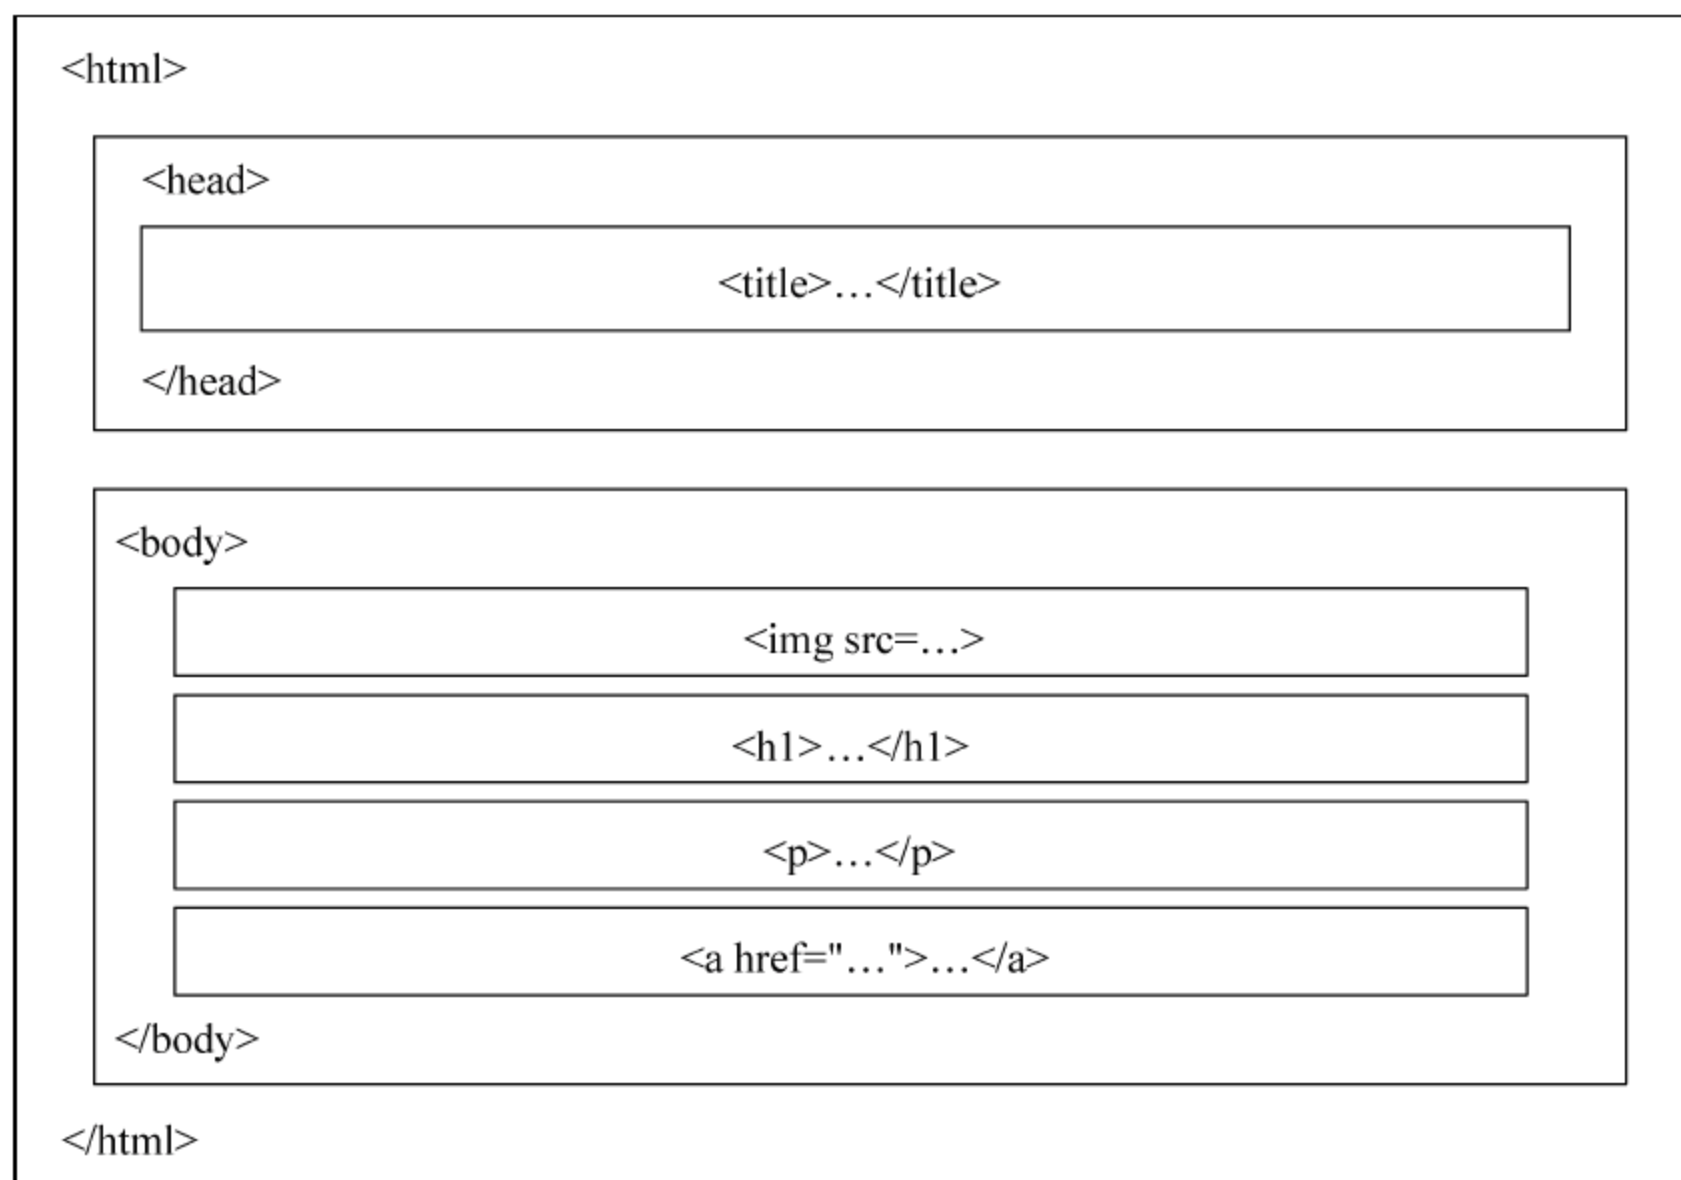 <html>
<head>
<title>…</title>
</head>
<body>
<img src=…>
<h1>…</h1>
<p>…</p>
<a href="…">…</a>
</body>
</html>